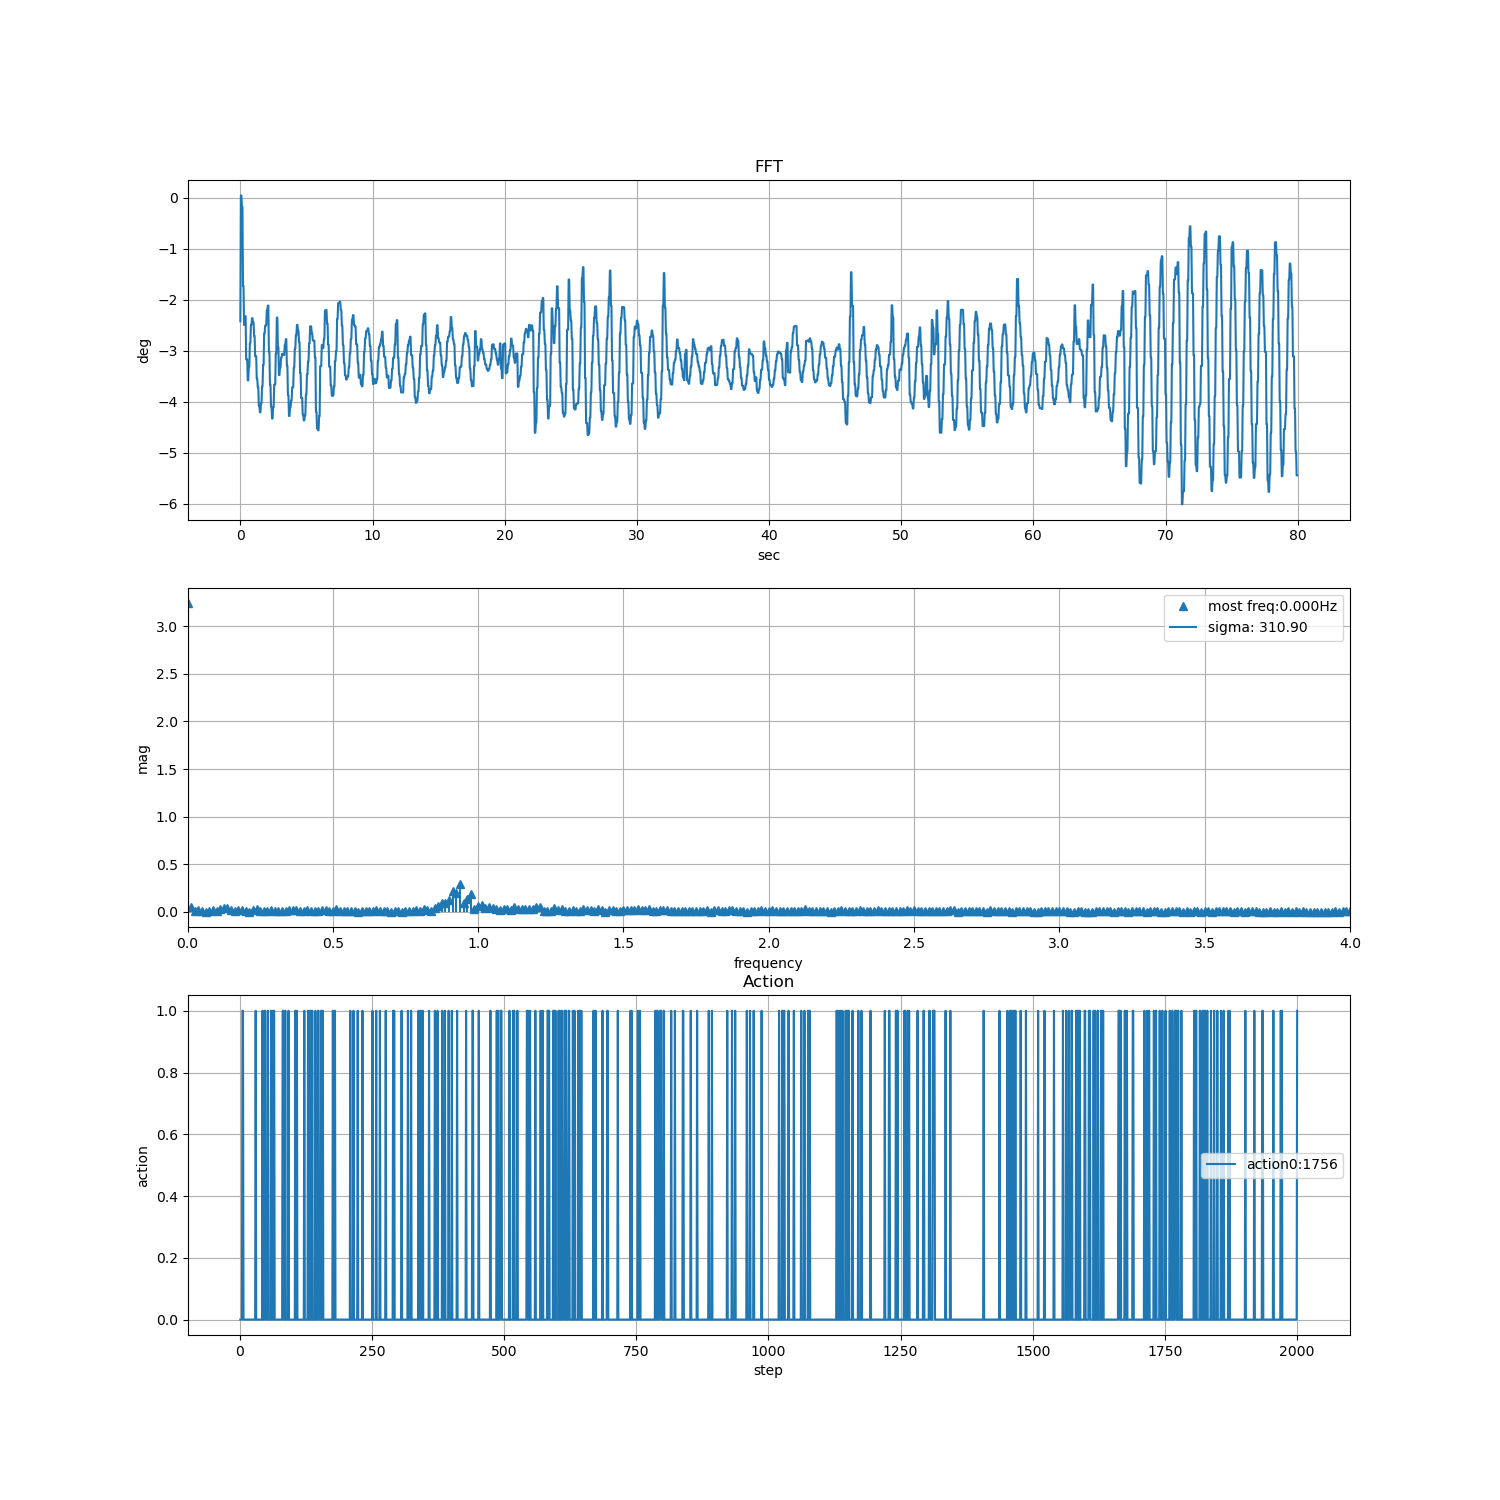 FFT
0
−1
−2
−3
−4
−5
−6
deg
0 10 20 30 40 50 60 70 80
sec
3.0
2.5
2.0
1.5
1.0
0.5
0.0
mag
most freq:0.000Hz
sigma: 310.90
0.0 0.5 1.0 1.5 2.0 2.5 3.0 3.5 4.0
frequency
Action
1.0
0.8
0.6
0.4
0.2
0.0
action
action0:1756
0 250 500 750 1000 1250 1500 1750 2000
step